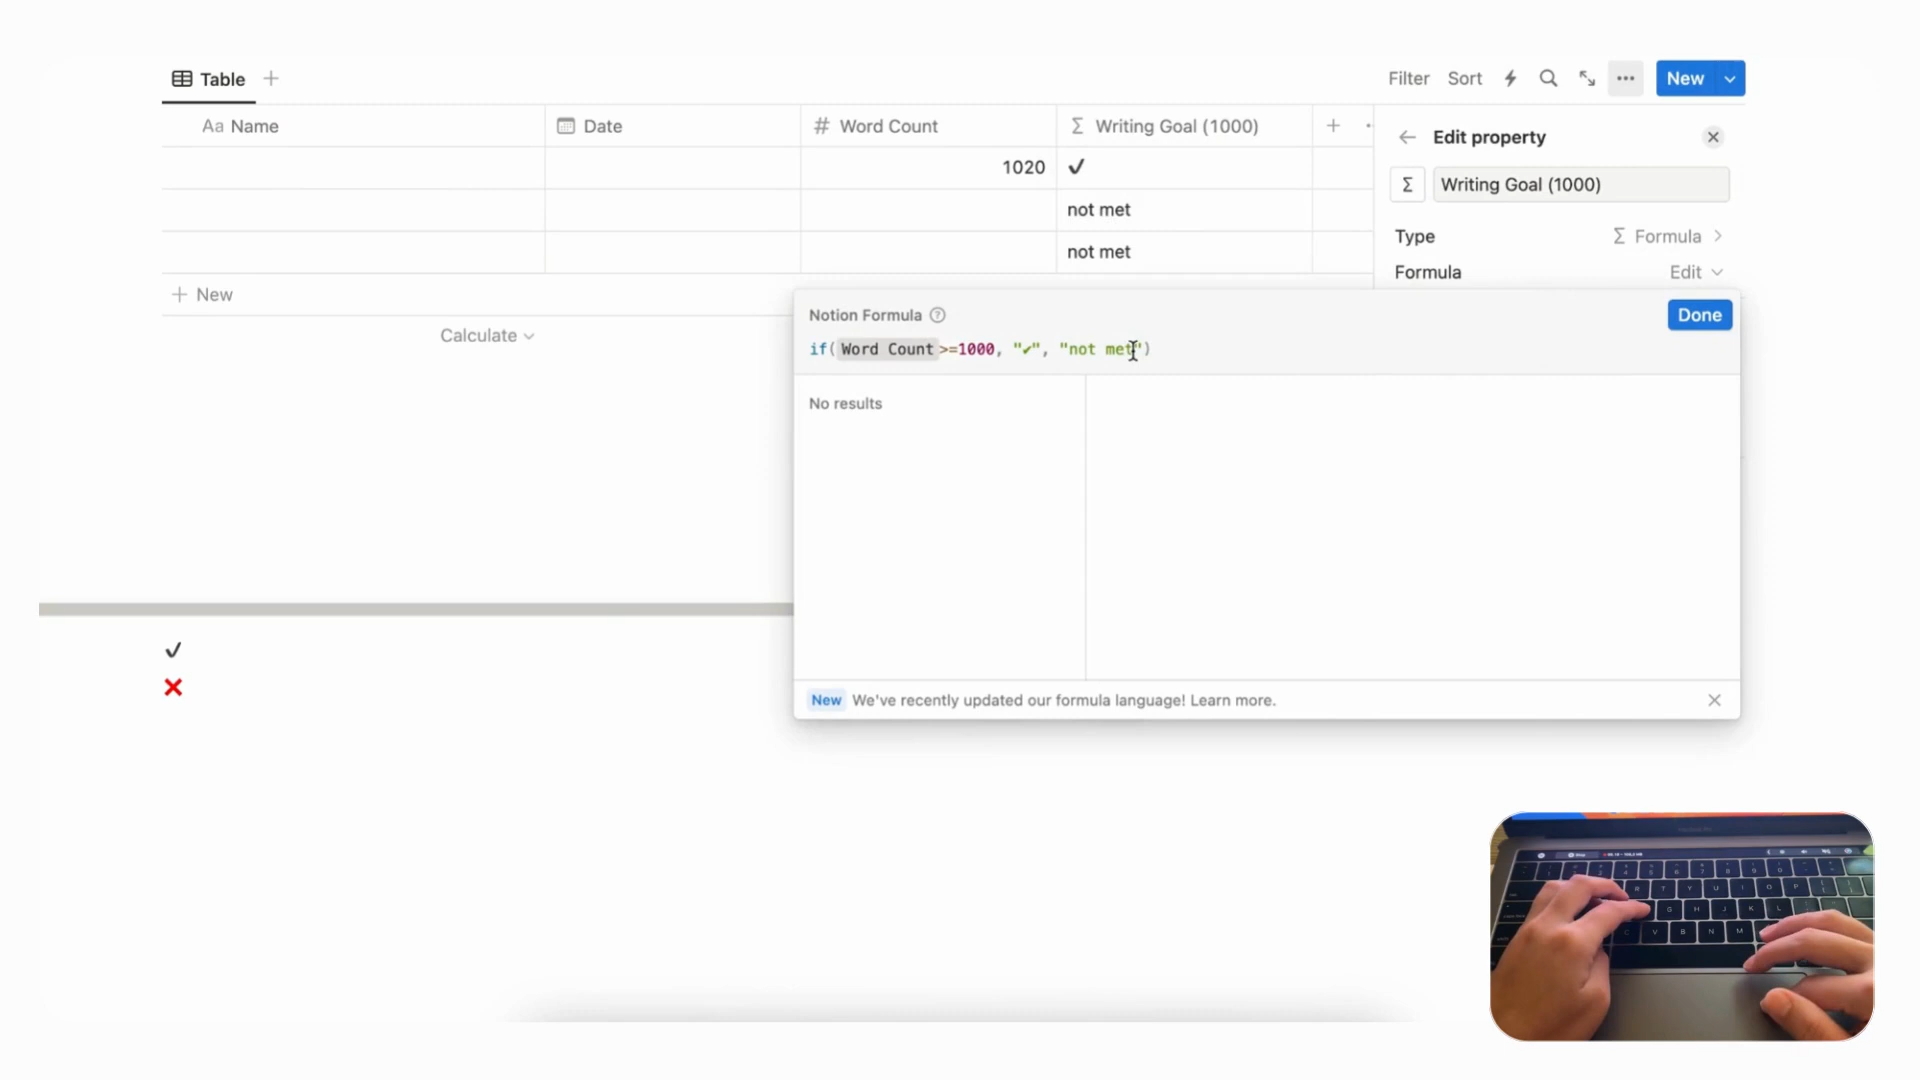 Table
Filter Sort New
Aa Name Date # Word Count Σ Writing Goal (1000)
1020 ✔
not met
not met
New
Calculate
Edit property
Σ Writing Goal (1000)
Type Σ Formula
Formula Edit
Notion Formula Done
if(Word Count>=1000, "✔", "not met")
No results
New We've recently updated our formula language! Learn more.
✔
❌